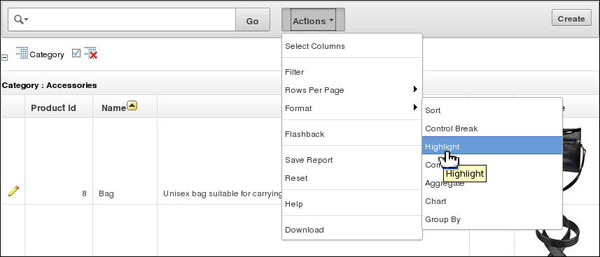 Go
Actions
Create
Category
Select Columns
Category : Accessories
Filter
Rows Per Page
Product Id
Name
Format
Sort
Control Break
Flashback
Highlight
Save Report
Highlight
Reset
Aggregate
8
Bag
Unisex bag suitable for carrying
Help
Chart
Group By
Download